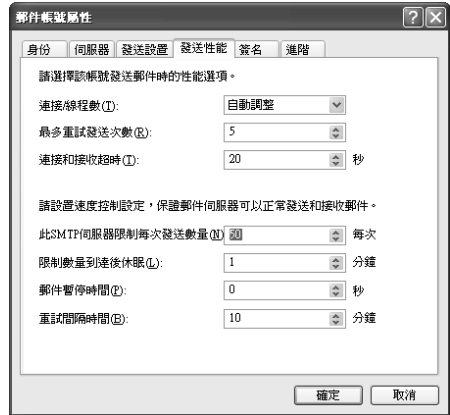 郵件帳號屬性
身份 伺服器 發送設置 發送性能 簽名 進階
請選擇該帳號發送郵件時的性能選項。
連接/線程數(T): 自動調整
最多重試發送次數(R): 5
連接和接收超時(I): 20 秒
請設置速度控制設定，保證郵件伺服器可以正常發送和接收郵件。
此SMTP伺服器限制每次發送數量(N) 50 每次
限制數量到達後休眠(L): 1 分鐘
郵件暫停時間(P): 0 秒
重試間隔時間(B): 10 分鐘
確定 取消